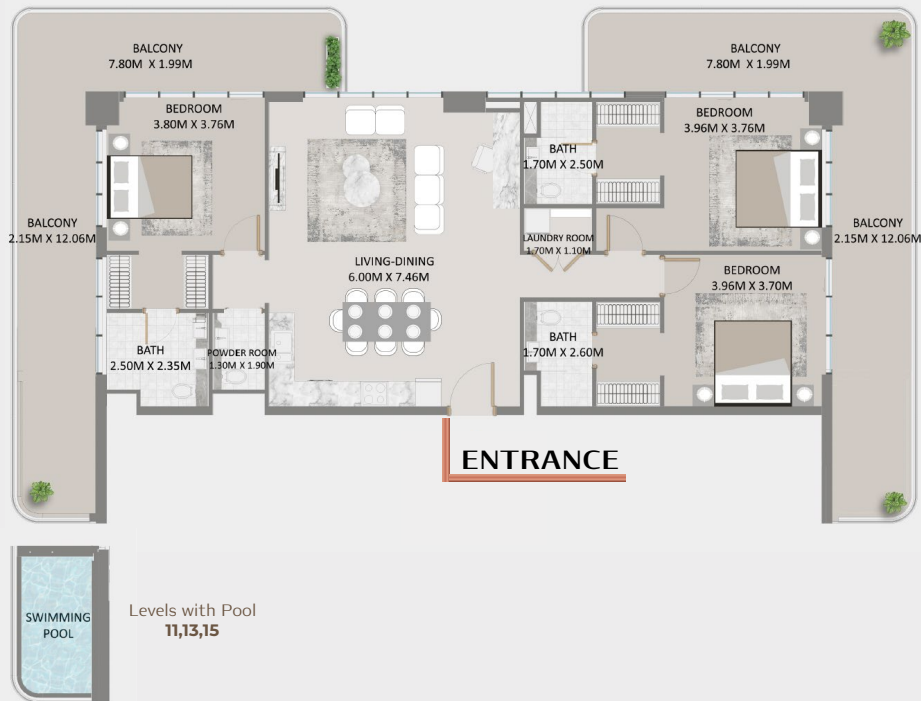 BALCONY
7.80M X 1.99M
BALCONY
7.80M X 1.99M
BEDROOM
3.80M X 3.76M
BEDROOM
3.96M X 3.76M
BATH
1.70M X 2.50M
BALCONY
2.15M X 12.06M
LIVING-DINING
6.00M X 7.46M
LAUNDRY ROOM
1.70M X 1.10M
BALCONY
2.15M X 12.06M
BEDROOM
3.96M X 3.70M
BATH
2.50M X 2.35M
POWDER ROOM
1.30M X 1.90M
BATH
1.70M X 2.60M
ENTRANCE
SWIMMING
POOL
Levels with Pool
11,13,15